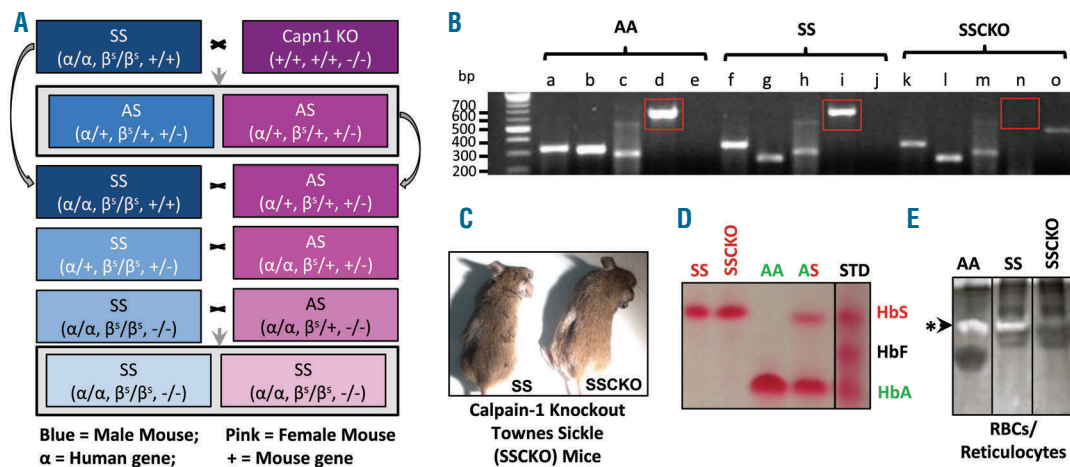 A
SS
(α/α, βˢ/βˢ, +/+)
Capn1 KO
(+/+, +/+, -/-)
AS
(α/+, βˢ/+, +/-)
AS
(α/+, βˢ/+, +/-)
SS
(α/α, βˢ/βˢ, +/+)
AS
(α/+, βˢ/+, +/-)
SS
(α/+, βˢ/βˢ, +/-)
AS
(α/α, βˢ/+, +/-)
SS
(α/α, βˢ/βˢ, -/-)
AS
(α/α, βˢ/+, -/-)
SS
(α/α, βˢ/βˢ, -/-)
SS
(α/α, βˢ/βˢ, -/-)
Blue = Male Mouse; Pink = Female Mouse
α = Human gene; + = Mouse gene
B
AA SS SSCKO
bp a b c d e f g h i j k l m n o
700
600
500
400
300
200
C
SS SSCKO
Calpain-1 Knockout
Townes Sickle
(SSCKO) Mice
D
SS SSCKO AA AS STD
HbS
HbF
HbA
E
AA SS SSCKO
*
RBCs/
Reticulocytes